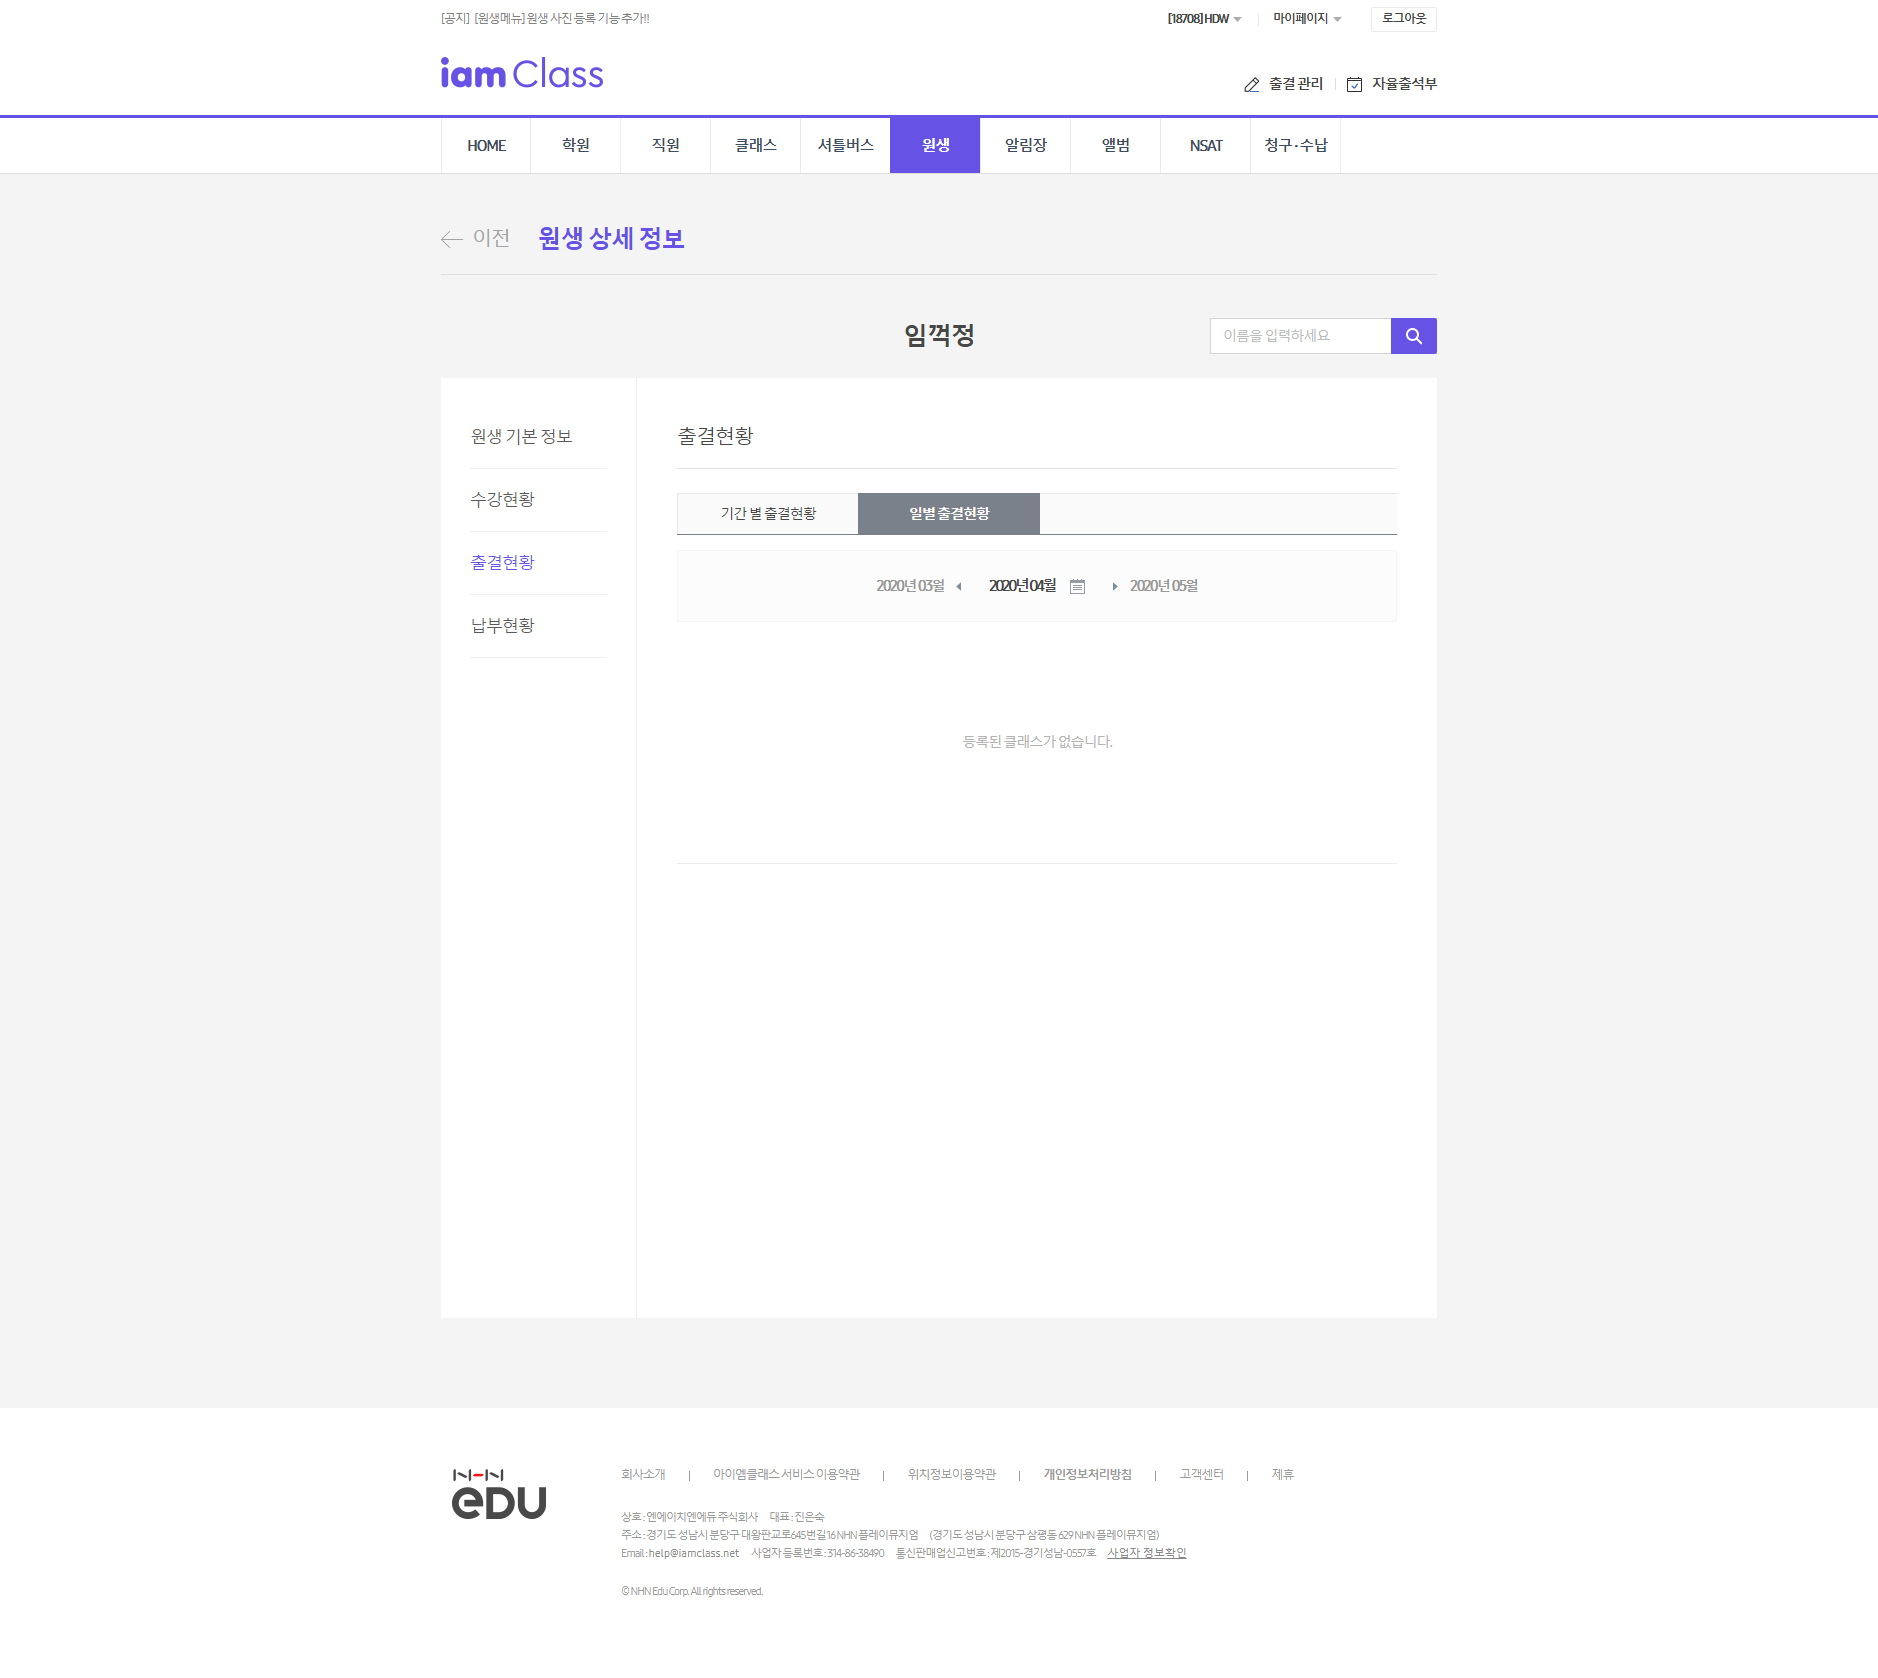 [공지] [원생메뉴] 원생 사진 등록 기능 추가!!
[18708] HDW 마이페이지 로그아웃
iam Class
출결 관리 자율출석부
HOME 학원 직원 클래스 셔틀버스 원생 알림장 앨범 NSAT 청구·수납
이전 원생 상세 정보
임꺽정
이름을 입력하세요
원생 기본 정보
수강현황
출결현황
납부현황
출결현황
기간 별 출결현황 일별 출결현황
2020년 03월 2020년 04월 2020년 05월
등록된 클래스가 없습니다.
NHN
eDU
회사소개 | 아이엠클래스 서비스 이용약관 | 위치정보이용약관 | 개인정보처리방침 | 고객센터 | 제휴
상호 : 엔에이치엔에듀 주식회사 대표 : 진은숙
주소 : 경기도 성남시 분당구 대왕판교로645번길 16 NHN 플레이뮤지엄 (경기도 성남시 분당구 삼평동 629 NHN 플레이뮤지엄)
Email : help@iamclass.net 사업자 등록번호 : 314-86-38490 통신판매업신고번호 : 제2015-경기성남-0557호 사업자 정보확인
© NHN Edu Corp. All rights reserved.